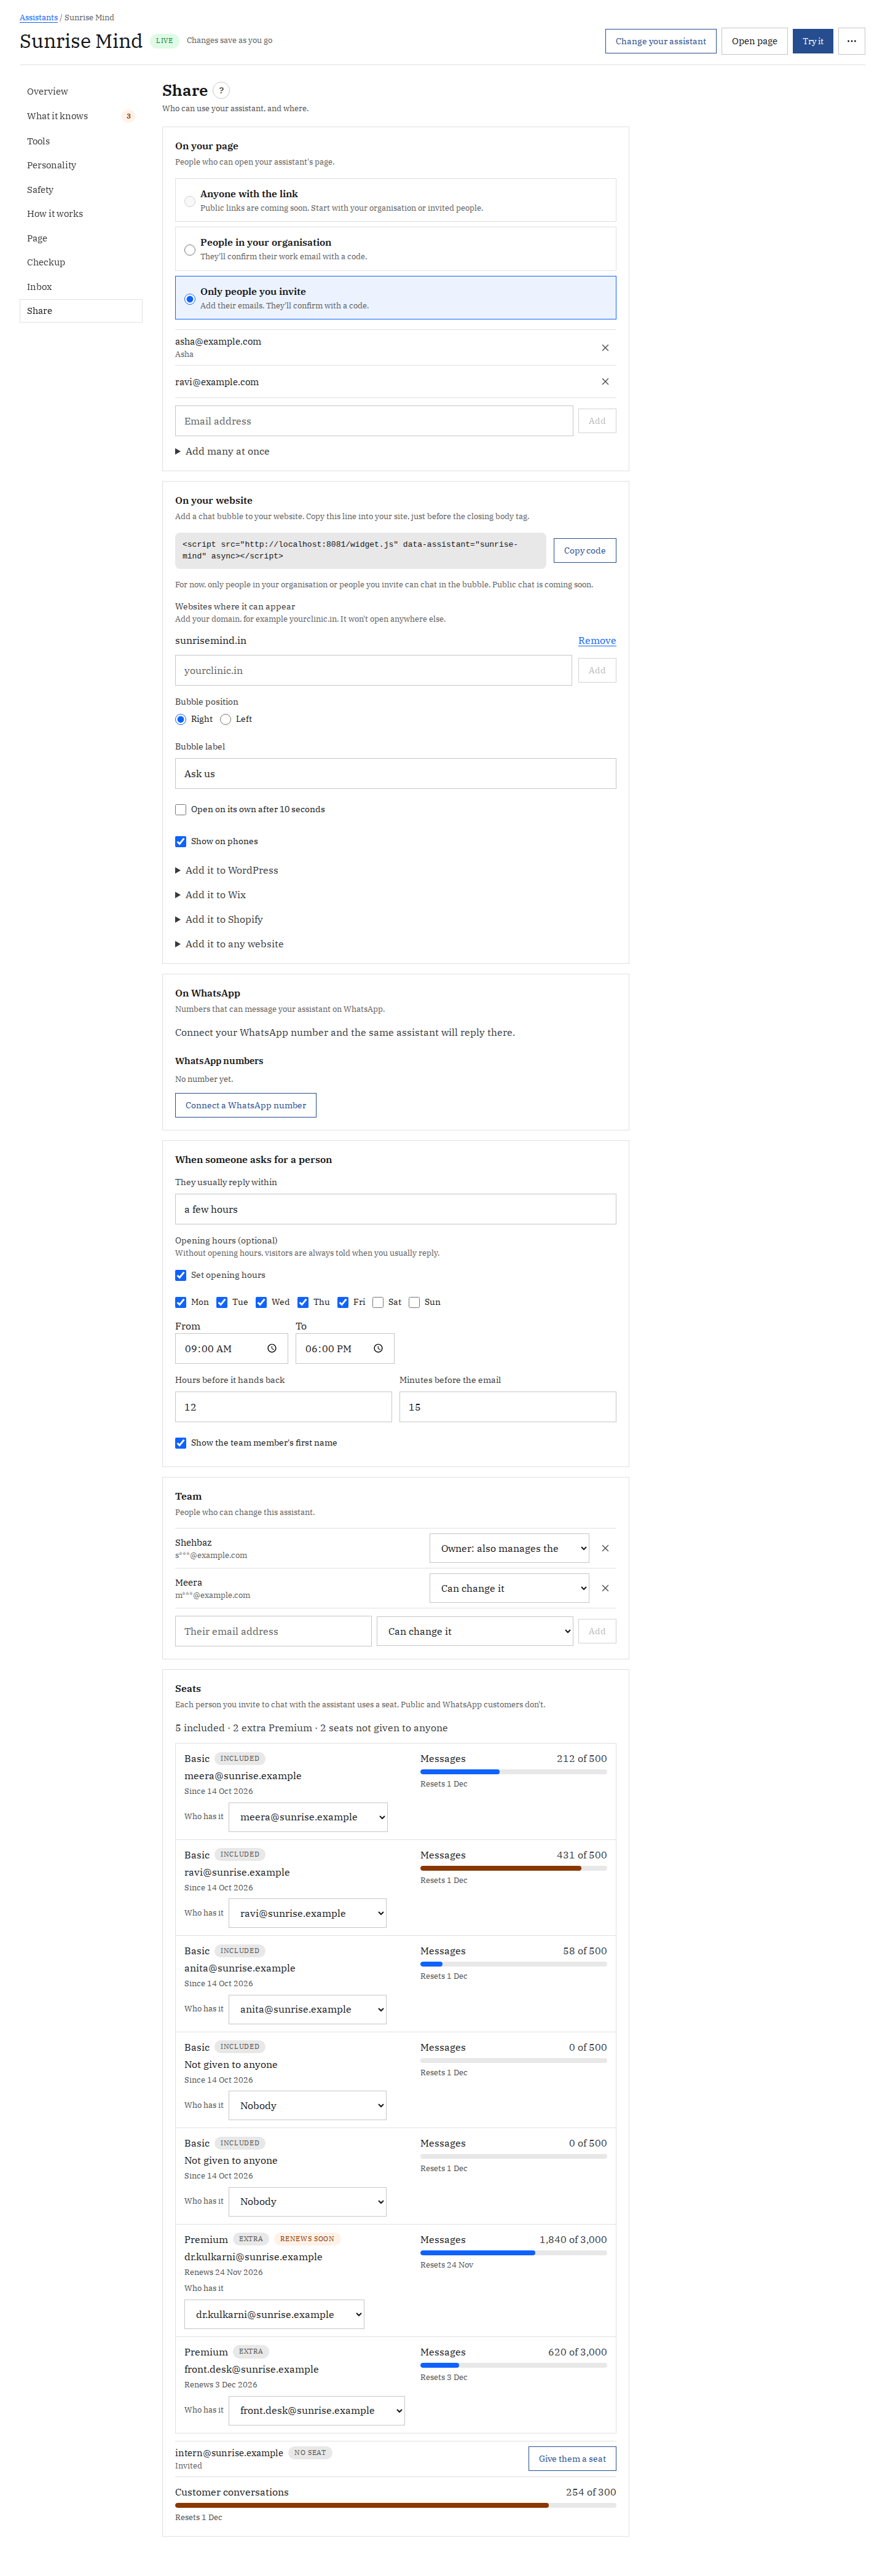 Assistants / Sunrise Mind
Sunrise Mind LIVE Changes save as you go
Change your assistant Open page Try it ···
Overview
What it knows 3
Tools
Personality
Safety
How it works
Page
Checkup
Inbox
Share
Share ?
Who can use your assistant, and where.
On your page
People who can open your assistant's page.
Anyone with the link
Public links are coming soon. Start with your organisation or invited people.
People in your organisation
They'll confirm their work email with a code.
Only people you invite
Add their emails. They'll confirm with a code.
asha@example.com
Asha
ravi@example.com
Email address Add
Add many at once
On your website
Add a chat bubble to your website. Copy this line into your site, just before the closing body tag.
<script src="http://localhost:8081/widget.js" data-assistant="sunrise-
mind" async></script>
Copy code
For now, only people in your organisation or people you invite can chat in the bubble. Public chat is coming soon.
Websites where it can appear
Add your domain, for example yourclinic.in. It won't open anywhere else.
sunrisemind.in Remove
yourclinic.in Add
Bubble position
Right Left
Bubble label
Ask us
Open on its own after 10 seconds
Show on phones
Add it to WordPress
Add it to Wix
Add it to Shopify
Add it to any website
On WhatsApp
Numbers that can message your assistant on WhatsApp.
Connect your WhatsApp number and the same assistant will reply there.
WhatsApp numbers
No number yet.
Connect a WhatsApp number
When someone asks for a person
They usually reply within
a few hours
Opening hours (optional)
Without opening hours, visitors are always told when you usually reply.
Set opening hours
Mon Tue Wed Thu Fri Sat Sun
From To
09:00 AM 06:00 PM
Hours before it hands back Minutes before the email
12 15
Show the team member's first name
Team
People who can change this assistant.
Shehbaz
s***@example.com
Owner: also manages the
Meera
m***@example.com
Can change it
Their email address Can change it Add
Seats
Each person you invite to chat with the assistant uses a seat. Public and WhatsApp customers don't.
5 included · 2 extra Premium · 2 seats not given to anyone
Basic INCLUDED Messages 212 of 500
meera@sunrise.example
Since 14 Oct 2026 Resets 1 Dec
Who has it meera@sunrise.example
Basic INCLUDED Messages 431 of 500
ravi@sunrise.example
Since 14 Oct 2026 Resets 1 Dec
Who has it ravi@sunrise.example
Basic INCLUDED Messages 58 of 500
anita@sunrise.example
Since 14 Oct 2026 Resets 1 Dec
Who has it anita@sunrise.example
Basic INCLUDED Messages 0 of 500
Not given to anyone
Since 14 Oct 2026 Resets 1 Dec
Who has it Nobody
Basic INCLUDED Messages 0 of 500
Not given to anyone
Since 14 Oct 2026 Resets 1 Dec
Who has it Nobody
Premium EXTRA RENEWS SOON Messages 1,840 of 3,000
dr.kulkarni@sunrise.example
Renews 24 Nov 2026 Resets 24 Nov
Who has it
dr.kulkarni@sunrise.example
Premium EXTRA Messages 620 of 3,000
front.desk@sunrise.example
Renews 3 Dec 2026 Resets 3 Dec
Who has it front.desk@sunrise.example
intern@sunrise.example NO SEAT
Invited
Give them a seat
Customer conversations 254 of 300
Resets 1 Dec